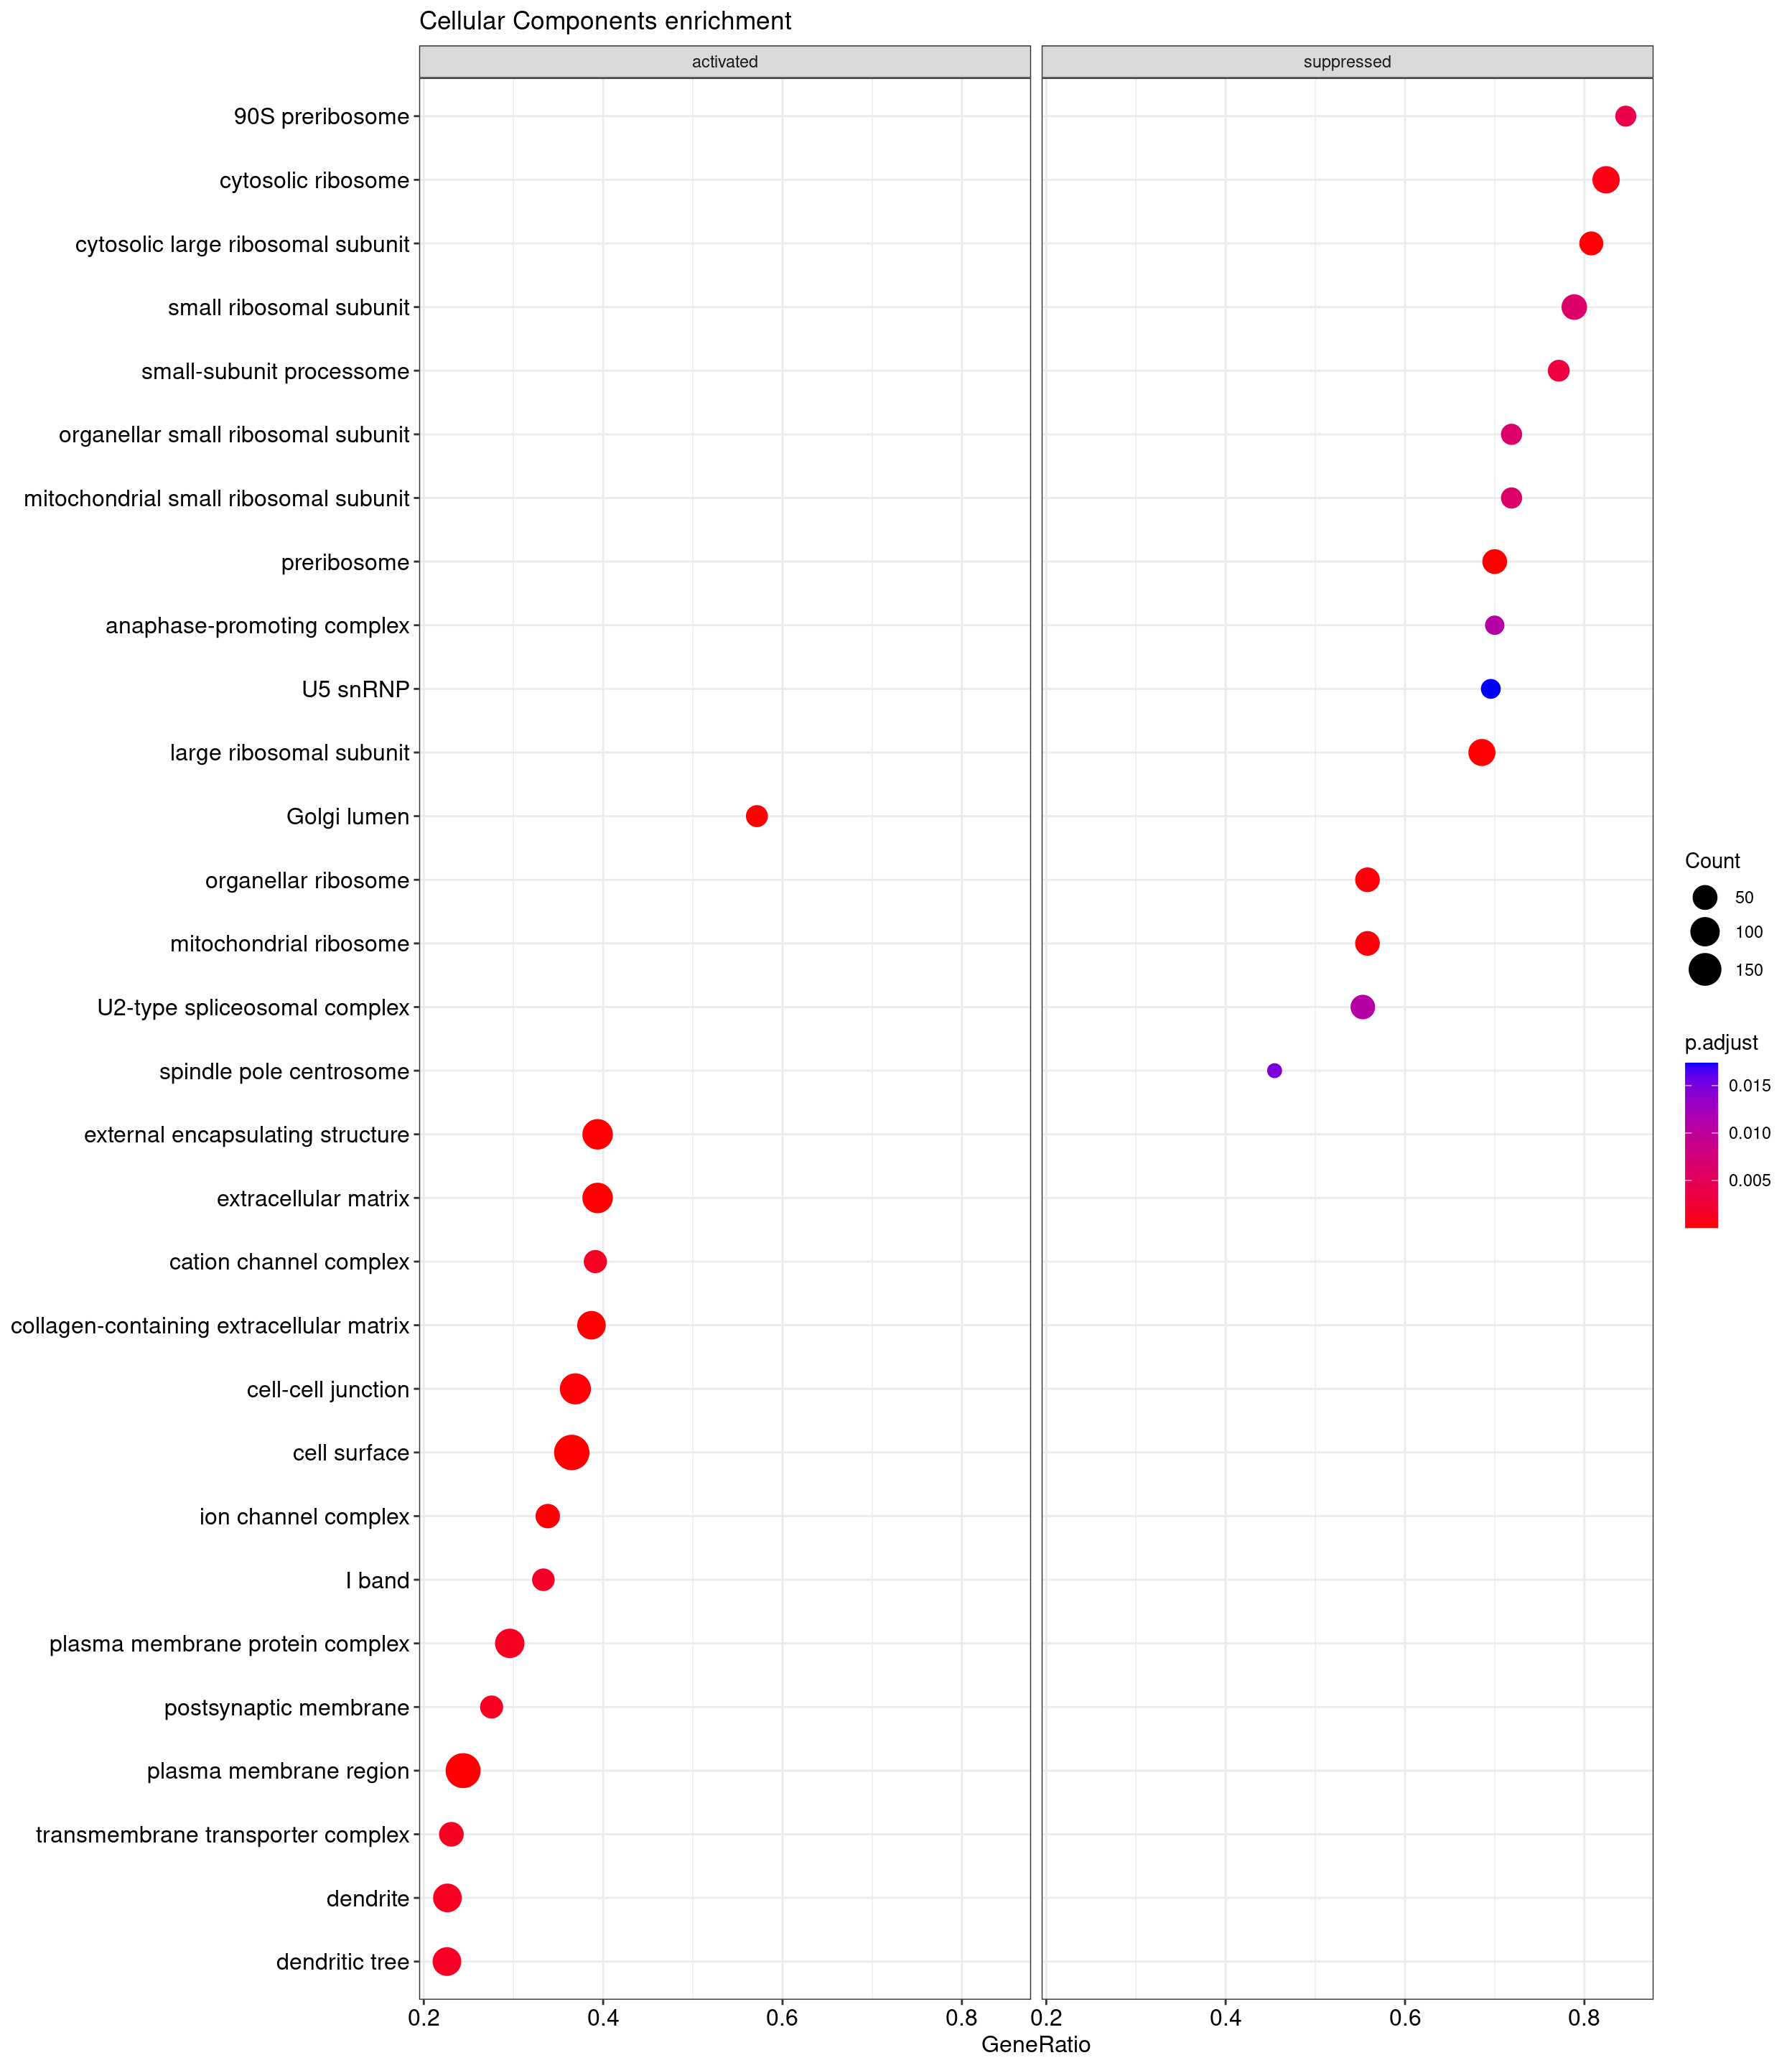 Cellular Components enrichment
activated
suppressed
90S preribosome
cytosolic ribosome
cytosolic large ribosomal subunit
small ribosomal subunit
small-subunit processome
organellar small ribosomal subunit
mitochondrial small ribosomal subunit
preribosome
anaphase-promoting complex
U5 snRNP
large ribosomal subunit
Golgi lumen
organellar ribosome
mitochondrial ribosome
U2-type spliceosomal complex
spindle pole centrosome
external encapsulating structure
extracellular matrix
cation channel complex
collagen-containing extracellular matrix
cell-cell junction
cell surface
ion channel complex
I band
plasma membrane protein complex
postsynaptic membrane
plasma membrane region
transmembrane transporter complex
dendrite
dendritic tree
0.2 0.4 0.6 0.8 0.2 0.4 0.6 0.8
GeneRatio
Count
50
100
150
p.adjust
0.015
0.010
0.005